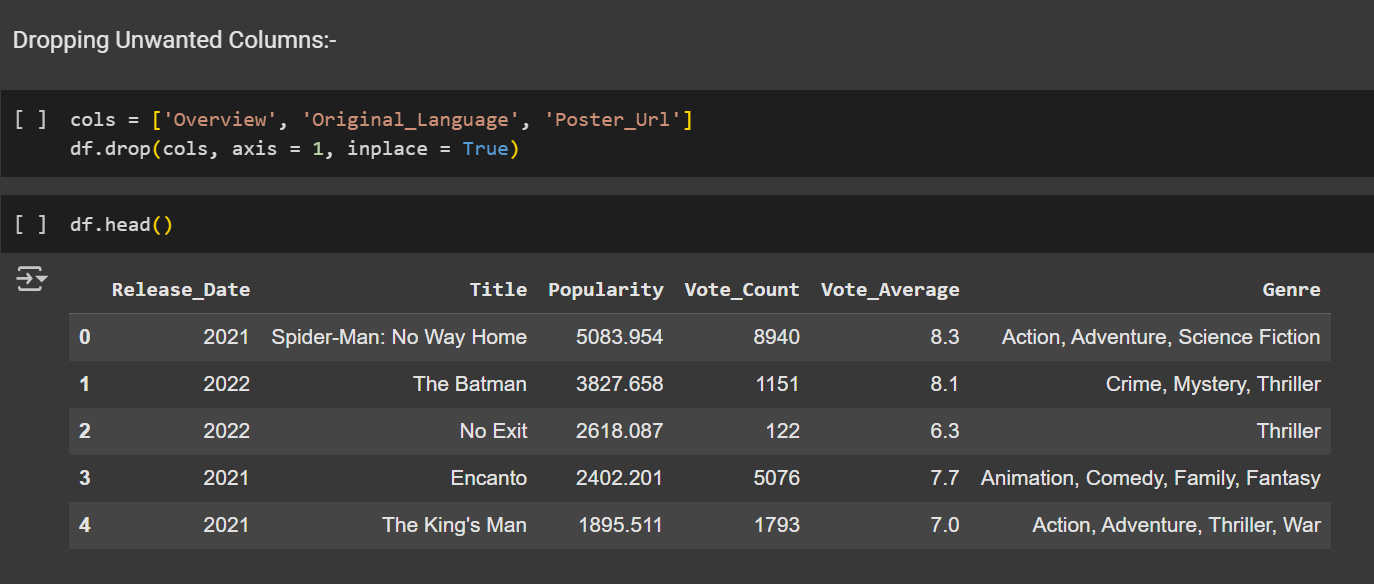 Dropping Unwanted Columns:-
[ ] cols = ['Overview', 'Original_Language', 'Poster_Url']
df.drop(cols, axis = 1, inplace = True)
[ ] df.head()
Release_Date Title Popularity Vote_Count Vote_Average Genre
0 2021 Spider-Man: No Way Home 5083.954 8940 8.3 Action, Adventure, Science Fiction
1 2022 The Batman 3827.658 1151 8.1 Crime, Mystery, Thriller
2 2022 No Exit 2618.087 122 6.3 Thriller
3 2021 Encanto 2402.201 5076 7.7 Animation, Comedy, Family, Fantasy
4 2021 The King's Man 1895.511 1793 7.0 Action, Adventure, Thriller, War